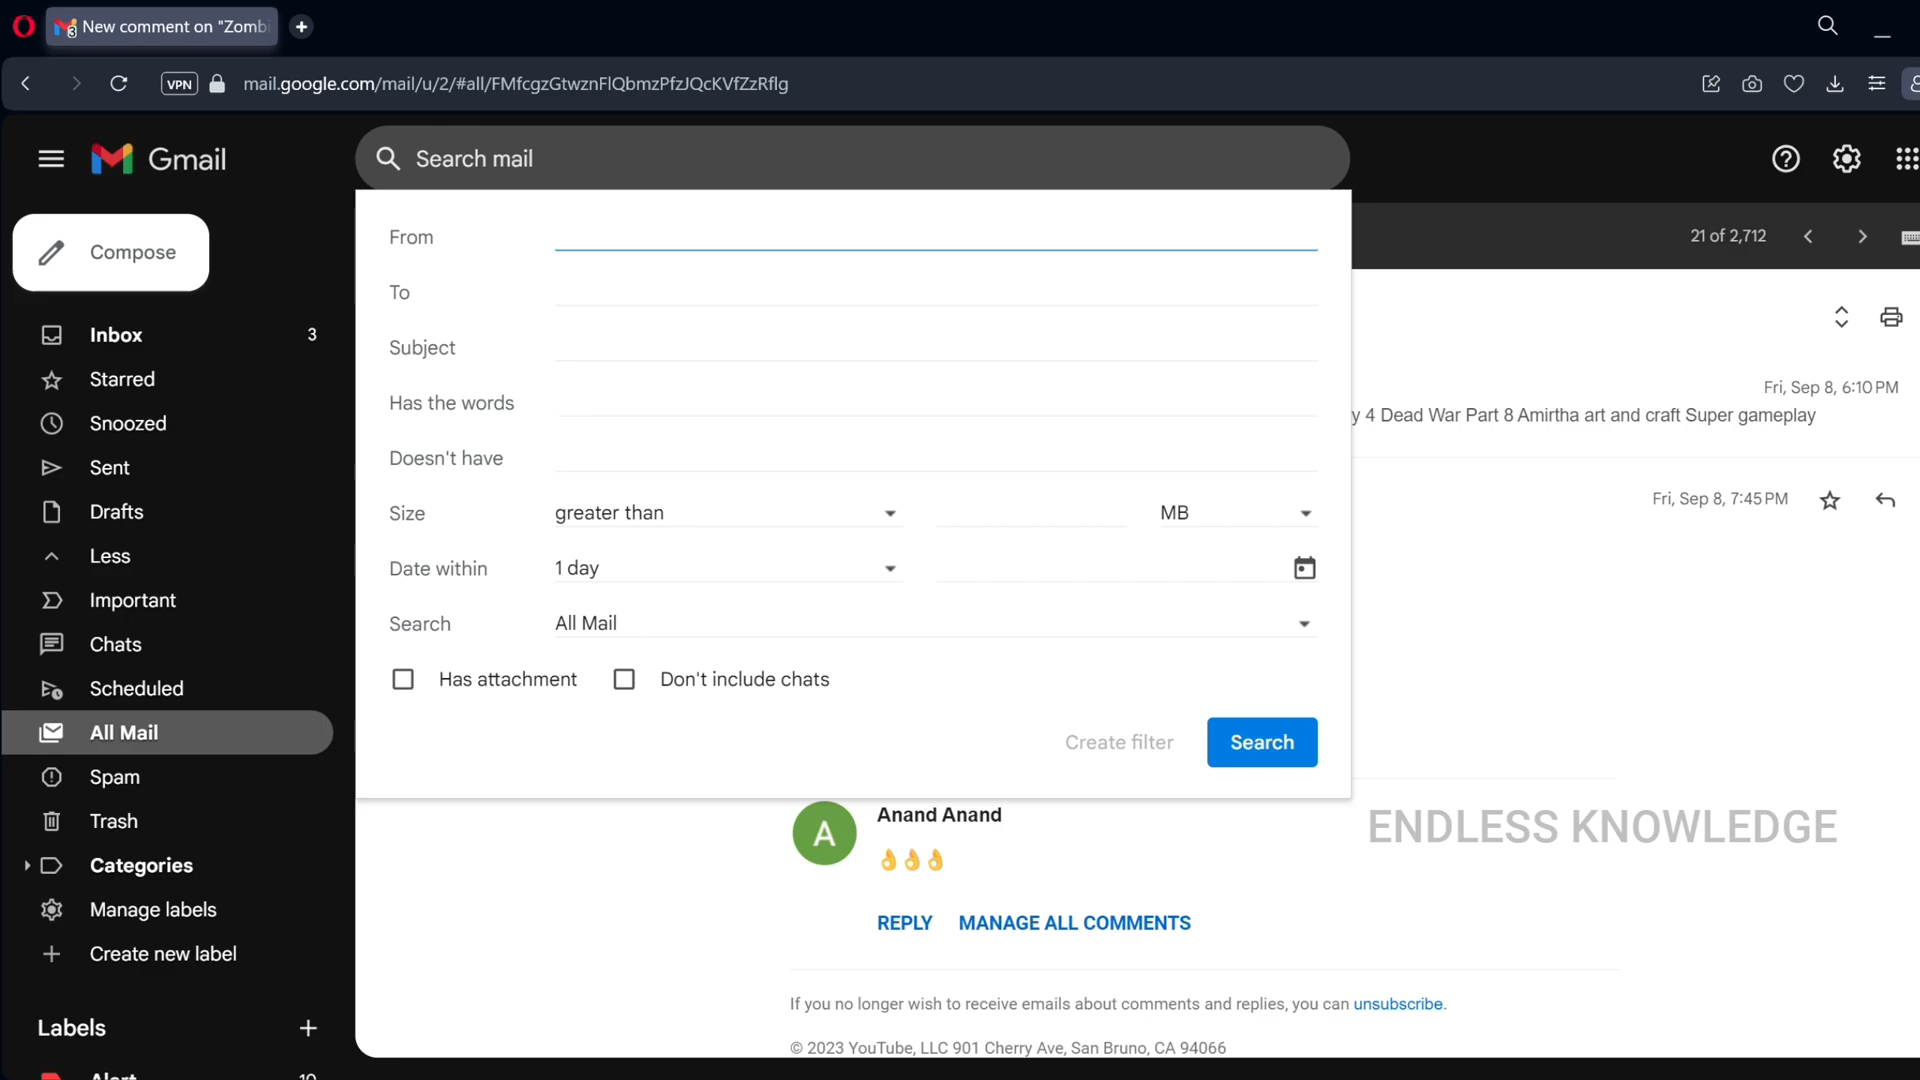 New comment on "Zombi
VPN
mail.google.com/mail/u/2/#all/FMfcgzGtwznFlQbmzPfzJQcKVfZzRflg
Gmail
Search mail
Compose
21 of 2,712
From
To
Subject
Has the words
Doesn't have
Size greater than MB
Date within 1 day
Search All Mail
Has attachment Don't include chats
Create filter Search
Inbox 3
Starred
Snoozed
Sent
Drafts
Less
Important
Chats
Scheduled
All Mail
Spam
Trash
Categories
Manage labels
Create new label
Labels
Fri, Sep 8, 6:10 PM
y 4 Dead War Part 8 Amirtha art and craft Super gameplay
Fri, Sep 8, 7:45 PM
A
Anand Anand
👌👌👌
ENDLESS KNOWLEDGE
REPLY MANAGE ALL COMMENTS
If you no longer wish to receive emails about comments and replies, you can unsubscribe.
© 2023 YouTube, LLC 901 Cherry Ave, San Bruno, CA 94066